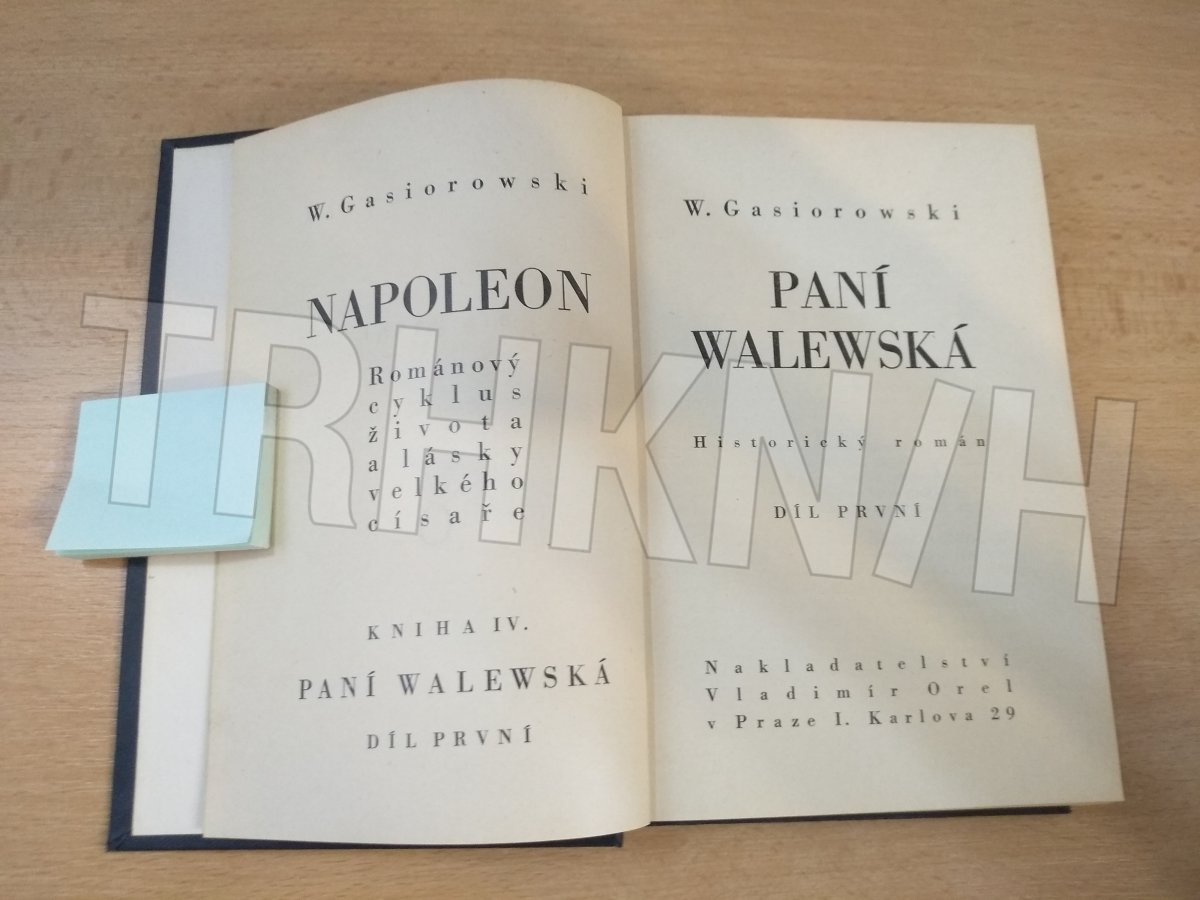 W. Gasiorowski
NAPOLEON
Románový
cyklus
života
a lásky
velkého
císaře
KNIHA IV.
PANÍ WALEWSKÁ
DÍL PRVNÍ
W. Gasiorowski
PANÍ
WALEWSKÁ
Historický román
DÍL PRVNÍ
Nakladatelství
Vladimír Orel
v Praze I. Karlova 29
TRHKNIH